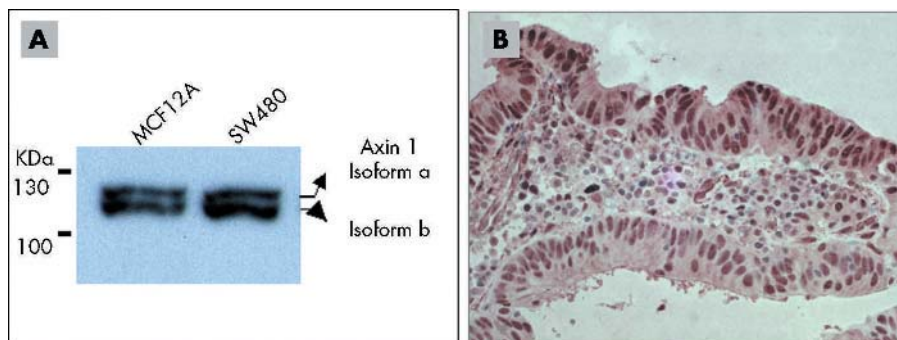 A
MCF12A
SW480
KDa
130
100
Axin 1
Isoform a
Isoform b
B